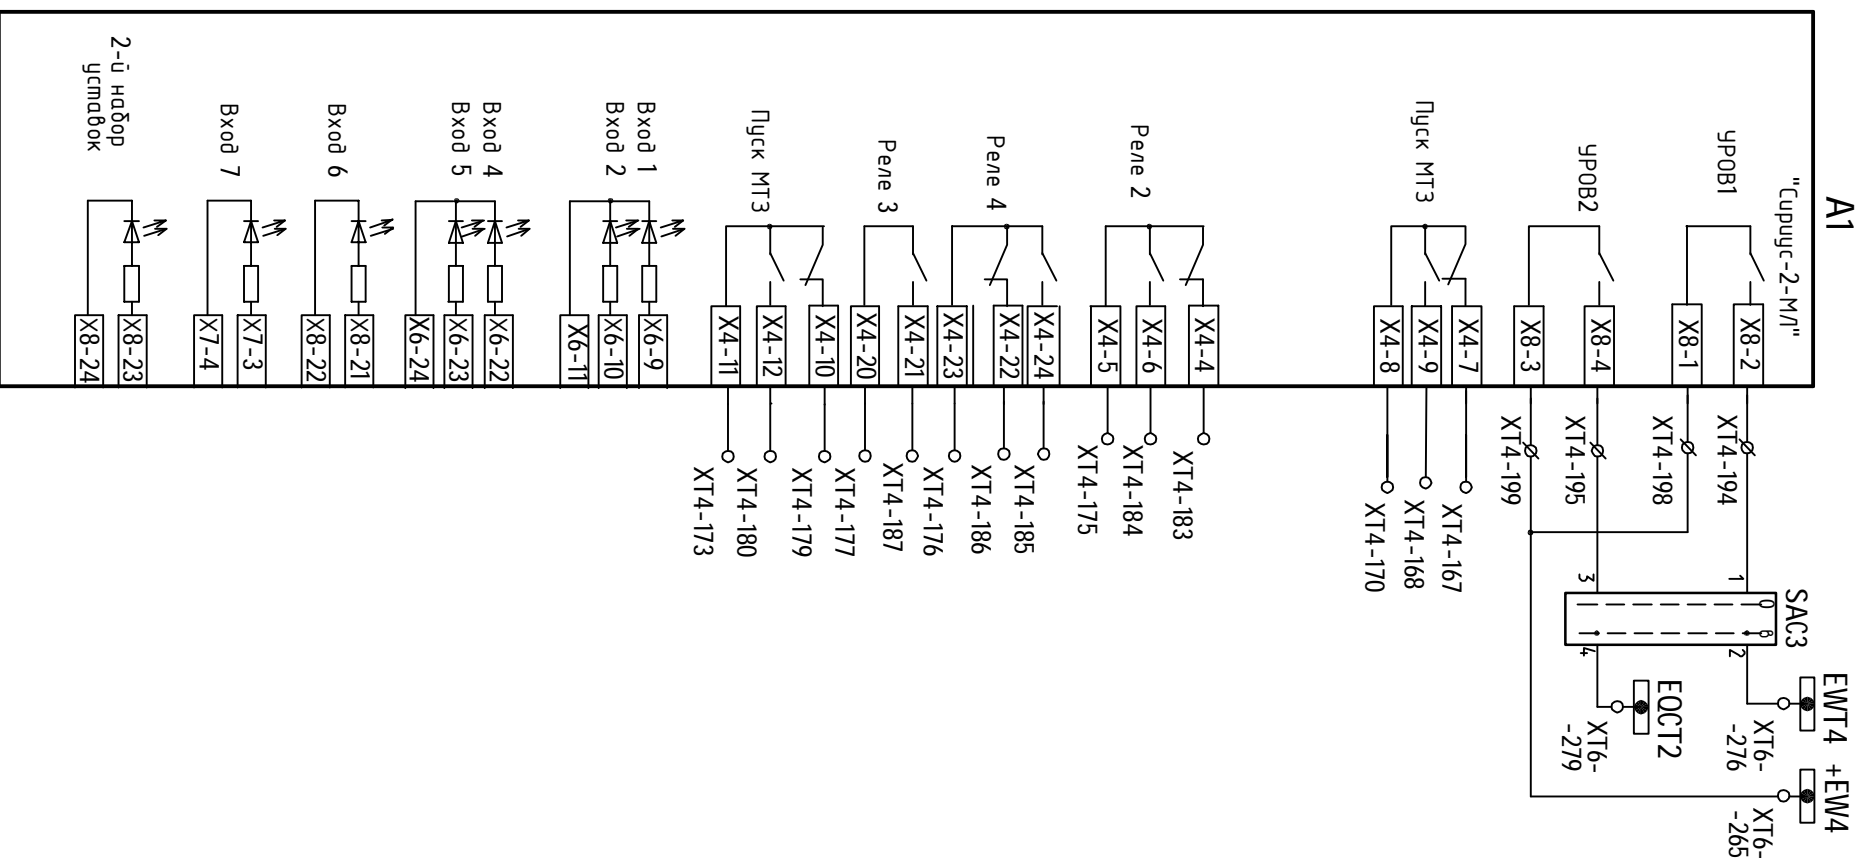 A1
"Сириус-2-МЛ"
УРОВ1
УРОВ2
Пуск МТЗ
Реле 2
Реле 4
Реле 3
Пуск МТЗ
Вход 1
Вход 2
Вход 4
Вход 5
Вход 6
Вход 7
2-й набор
уставок
X8-2
X8-1
X8-4
X8-3
X4-7
X4-9
X4-8
X4-4
X4-6
X4-5
X4-24
X4-22
X4-23
X4-21
X4-20
X4-10
X4-12
X4-11
X6-9
X6-10
X6-11
X6-22
X6-23
X6-24
X8-21
X8-22
X7-3
X7-4
X8-23
X8-24
XT4-194
XT4-198
XT4-195
XT4-199
XT4-167
XT4-168
XT4-170
XT4-183
XT4-184
XT4-175
XT4-185
XT4-186
XT4-176
XT4-187
XT4-177
XT4-179
XT4-180
XT4-173
SAC3
1
3
0
В
2
4
EWT4
XT6-
-276
EQCT2
XT6-
-279
+EW4
XT6-
-265